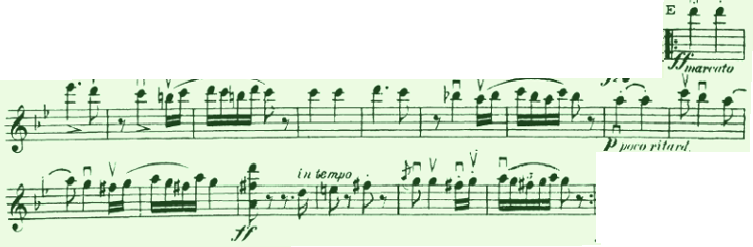 E
ff marcato
p poco ritard.
in tempo
ff